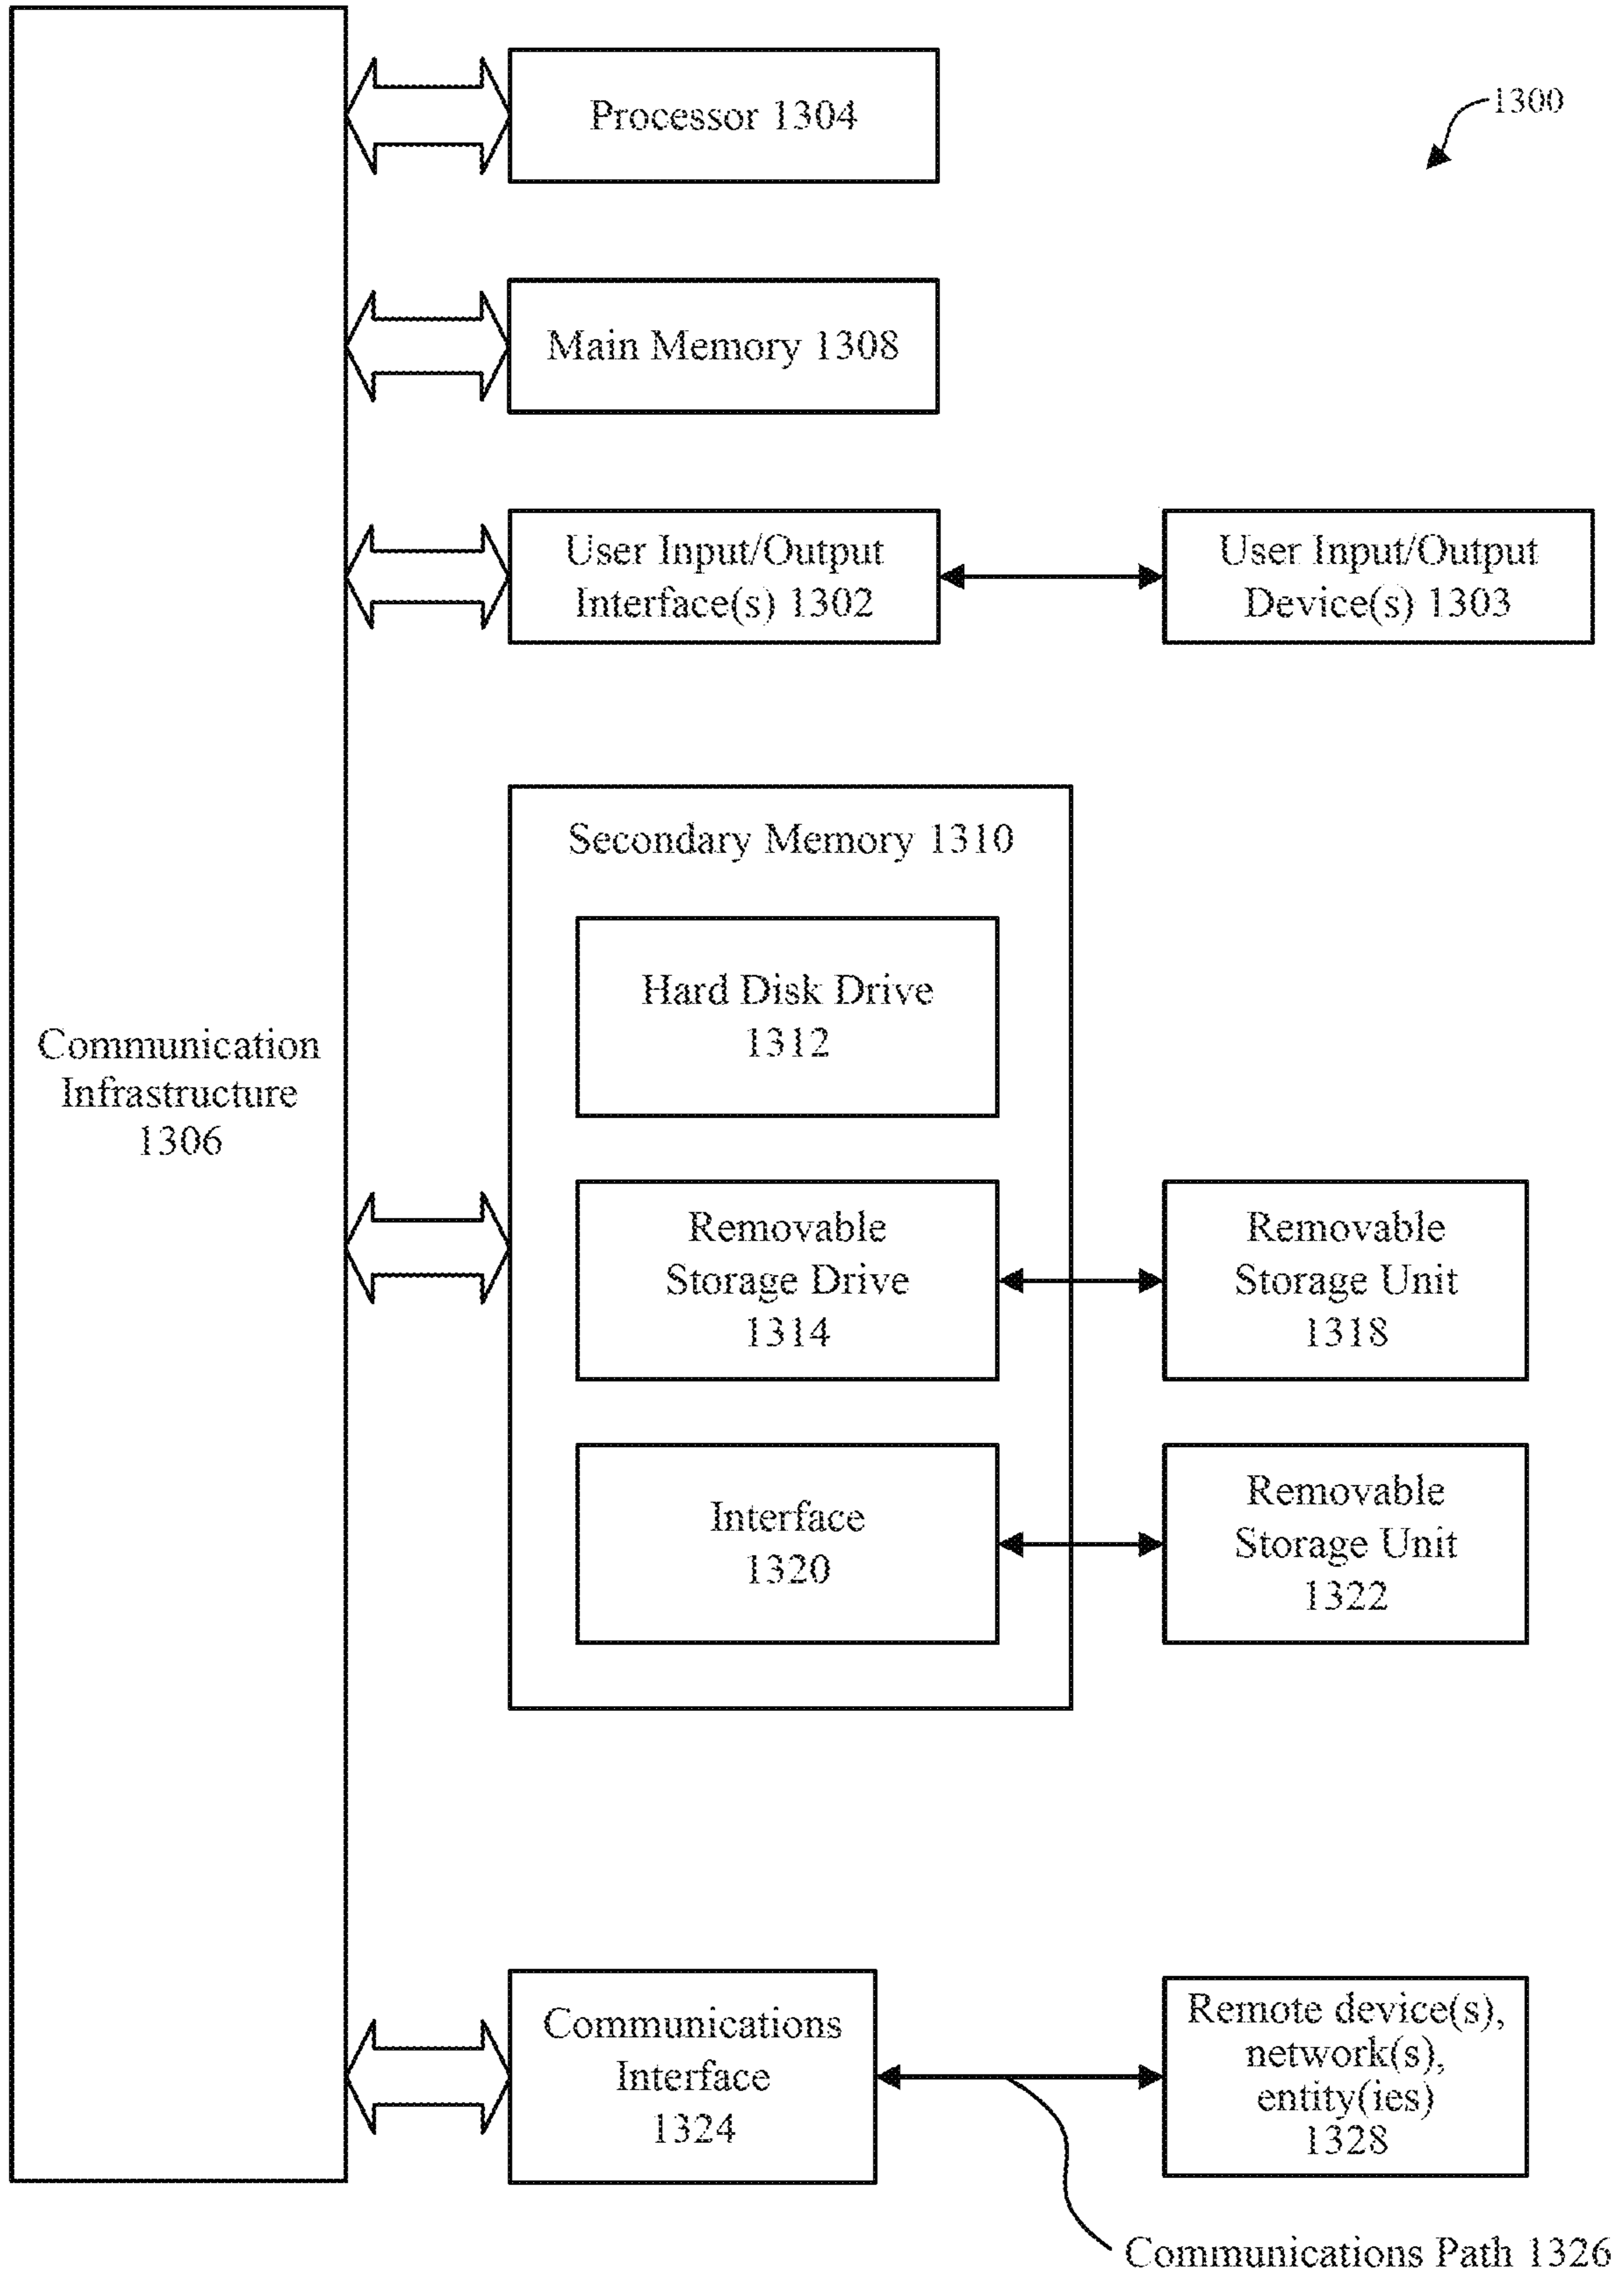 Processor 1304
1300
Main Memory 1308
User Input/Output
Interface(s) 1302
User Input/Output
Device(s) 1303
Secondary Memory 1310
Hard Disk Drive
1312
Communication
Infrastructure
1306
Removable
Storage Drive
1314
Removable
Storage Unit
1318
Interface
1320
Removable
Storage Unit
1322
Communications
Interface
1324
Remote device(s),
network(s),
entity(ies)
1328
Communications Path 1326